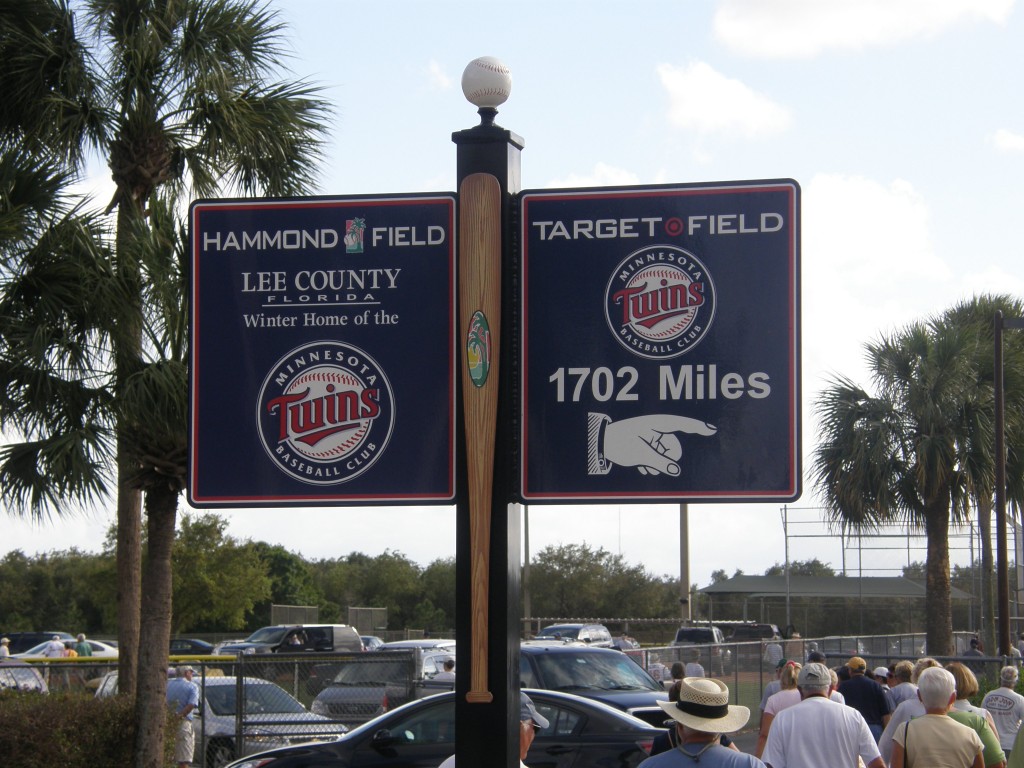 HAMMOND FIELD
LEE COUNTY
FLORIDA
Winter Home of the
MINNESOTA
Twins
BASEBALL CLUB
TARGET FIELD
MINNESOTA
Twins
BASEBALL CLUB
1702 Miles